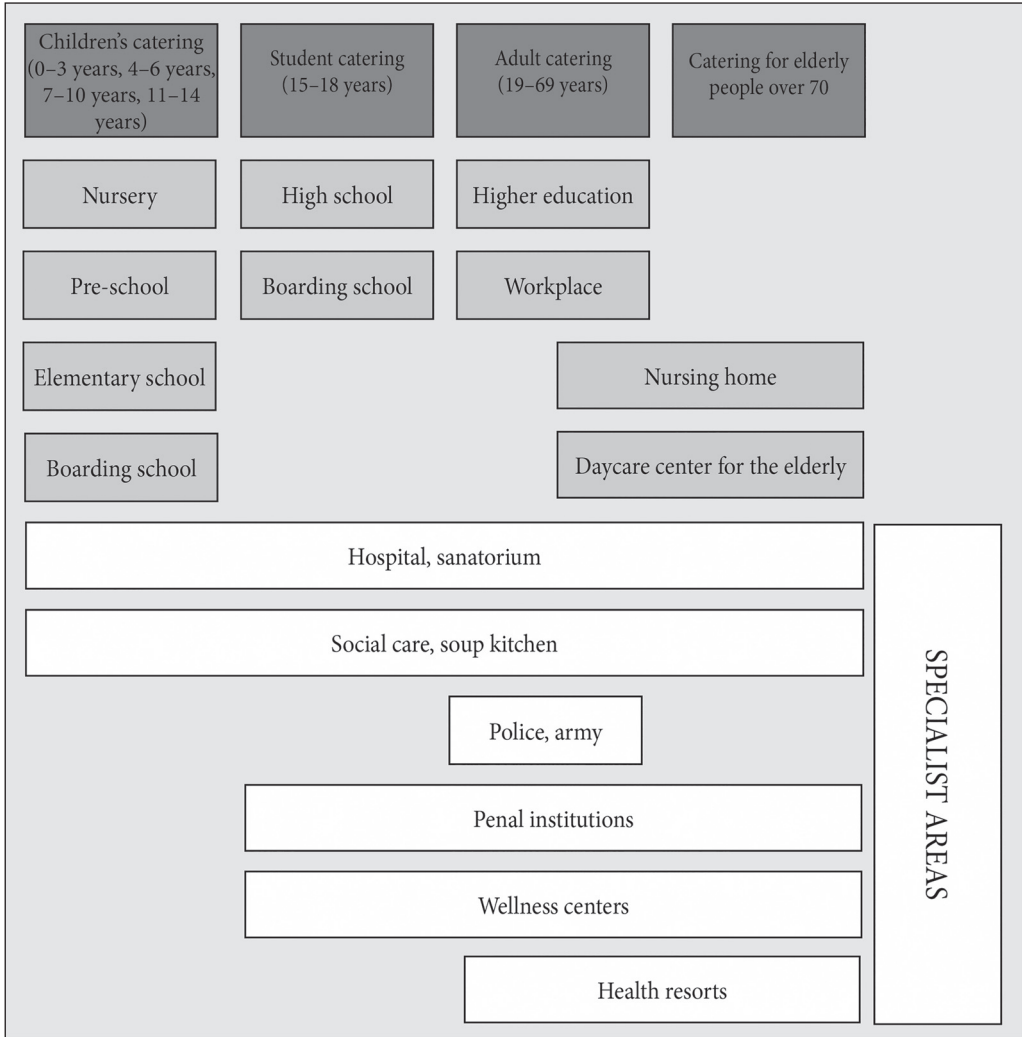 Children’s catering
(0–3 years, 4–6 years,
7–10 years, 11–14
years)
Student catering
(15–18 years)
Adult catering
(19–69 years)
Catering for elderly
people over 70
Nursery
High school
Higher education
Pre-school
Boarding school
Workplace
Elementary school
Nursing home
Boarding school
Daycare center for the elderly
Hospital, sanatorium
Social care, soup kitchen
Police, army
Penal institutions
Wellness centers
Health resorts
SPECIALIST AREAS